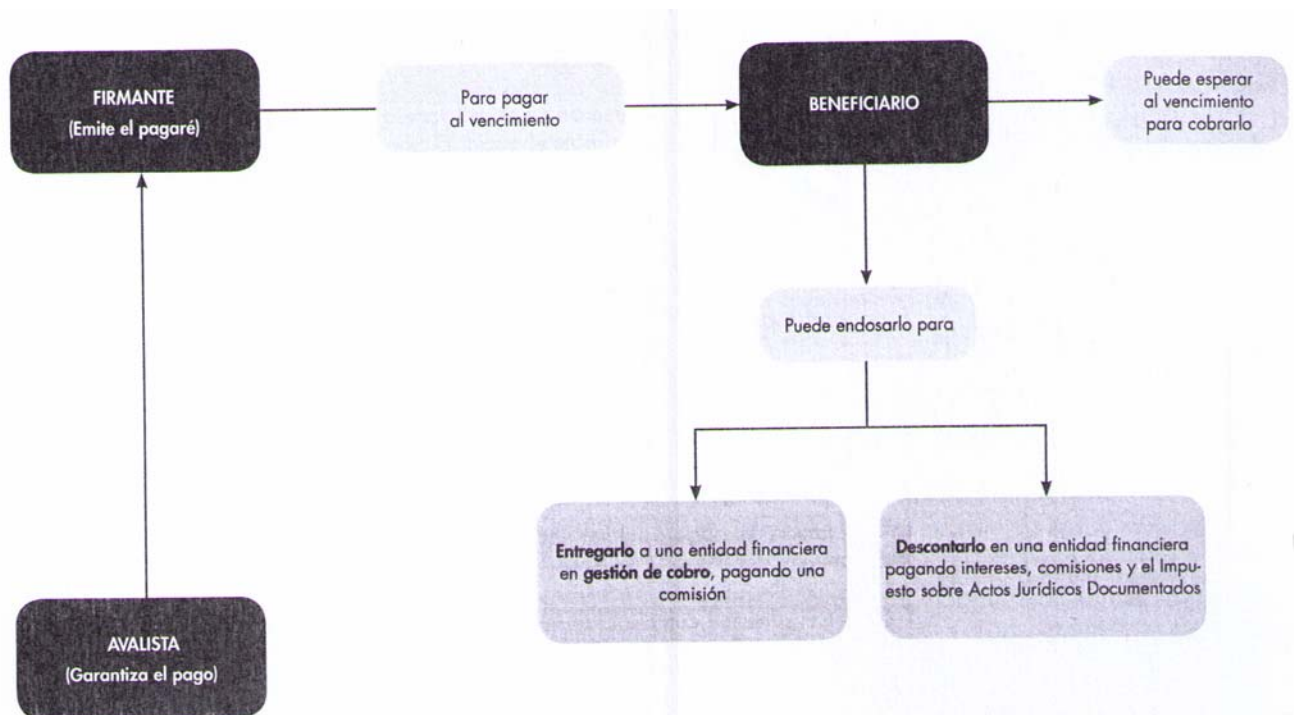 FIRMANTE
(Emite el pagaré)
Para pagar
al vencimiento
BENEFICIARIO
Puede esperar
al vencimiento
para cobrarlo
Puede endosarlo para
Entregarlo a una entidad financiera
en gestión de cobro, pagando una
comisión
Descontarlo en una entidad financiera
pagando intereses, comisiones y el Impu-
esto sobre Actos Jurídicos Documentados
AVALISTA
(Garantiza el pago)